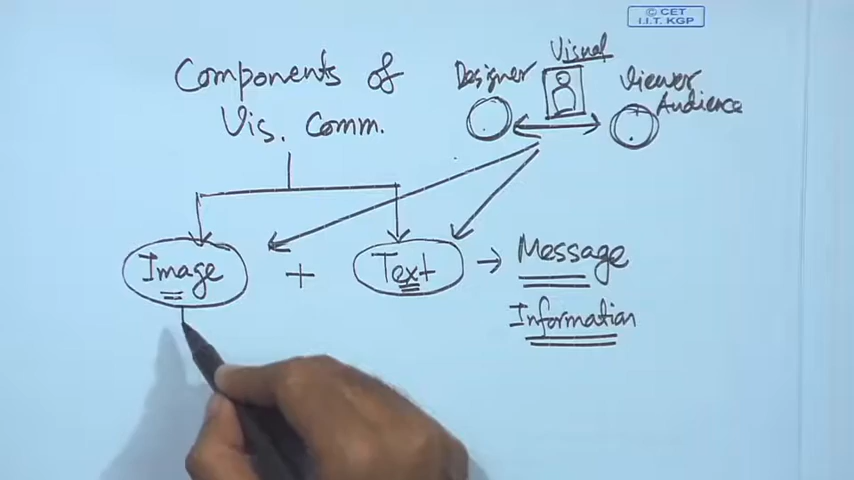 © CET
I.I.T. KGP
Components of
Vis. Comm.
Designer
Visual
Viewer
Audience
Image + Text → Message
Information